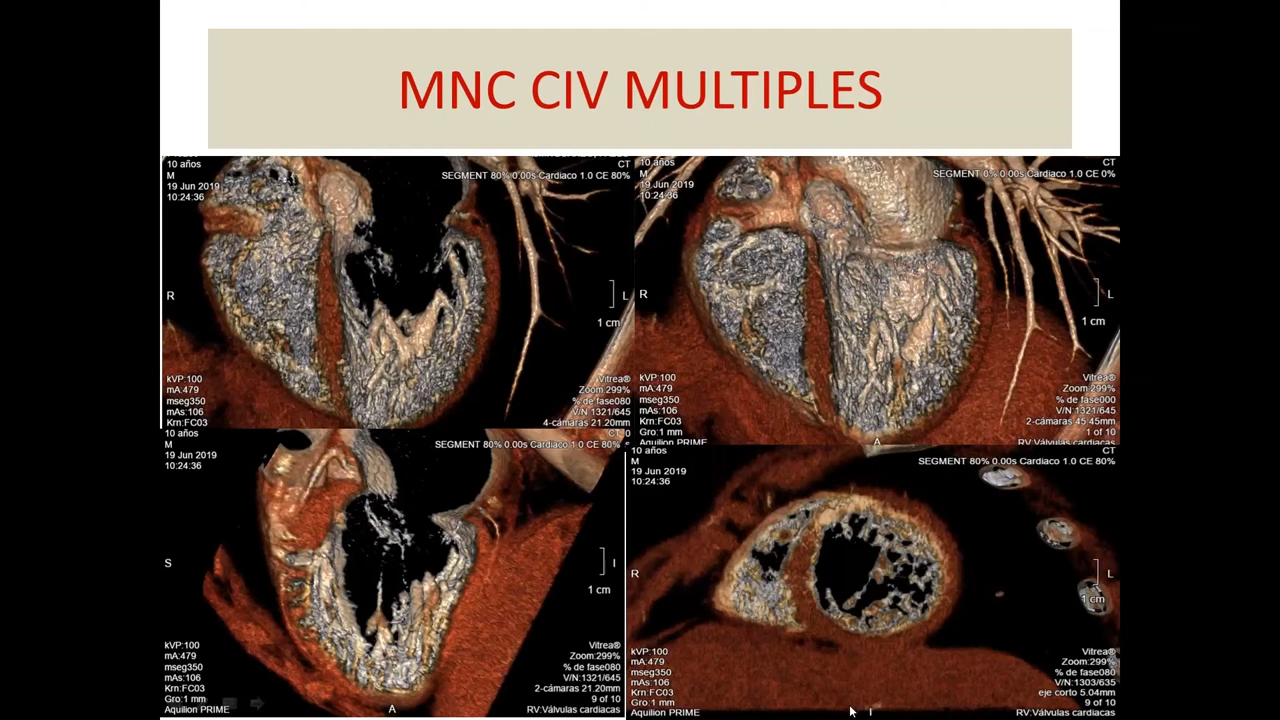 MNC CIV MULTIPLES
10 años
M
19 Jun 2019
10:24:36
CT
SEGMENT 80% 0.00s Cardiaco 1.0 CE 80%
R
L
1 cm
kVP:100
mA:479
mseg350
mAs:106
Krn:FC03
Vitrea®
Zoom:299%
% de fase080
V/N 1321/645
4-cámaras 21.20mm
10 años
M
19 Jun 2019
10:24:36
CT
SEGMENT 0% 0.00s Cardiaco 1.0 CE 0%
R
L
1 cm
kVP:100
mA:479
mseg350
mAs:106
Krn:FC03
Gro:1 mm
Aquilion PRIME
A
Vitrea®
Zoom:299%
% de fase000
V/N 1321/645
2-cámaras 45.45mm
1 of 10
RV:Válvulas cardiacas
10 años
M
19 Jun 2019
10:24:36
CT
SEGMENT 80% 0.00s Cardiaco 1.0 CE 80%
S
I
1 cm
kVP:100
mA:479
mseg350
mAs:106
Krn:FC03
Gro:1 mm
Aquilion PRIME
A
Vitrea®
Zoom:299%
% de fase080
V/N:1321/645
2-cámaras 21.20mm
9 of 10
RV:Válvulas cardiacas
10 años
M
19 Jun 2019
10:24:36
CT
SEGMENT 80% 0.00s Cardiaco 1.0 CE 80%
R
L
1 cm
kVP:100
mA:479
mseg350
mAs:106
Krn:FC03
Gro:1 mm
Aquilion PRIME
I
Vitrea®
Zoom:299%
% de fase080
V/N:1303/635
eje corto 5.04mm
9 of 10
RV:Válvulas cardiacas